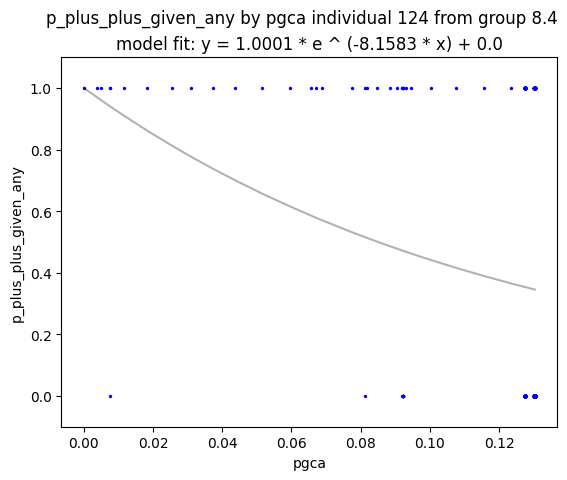 p_plus_plus_given_any by pgca individual 124 from group 8.4
model fit: y = 1.0001 * e ^ (-8.1583 * x) + 0.0
1.0
0.8
0.6
0.4
0.2
0.0
p_plus_plus_given_any
0.00 0.02 0.04 0.06 0.08 0.10 0.12
pgca